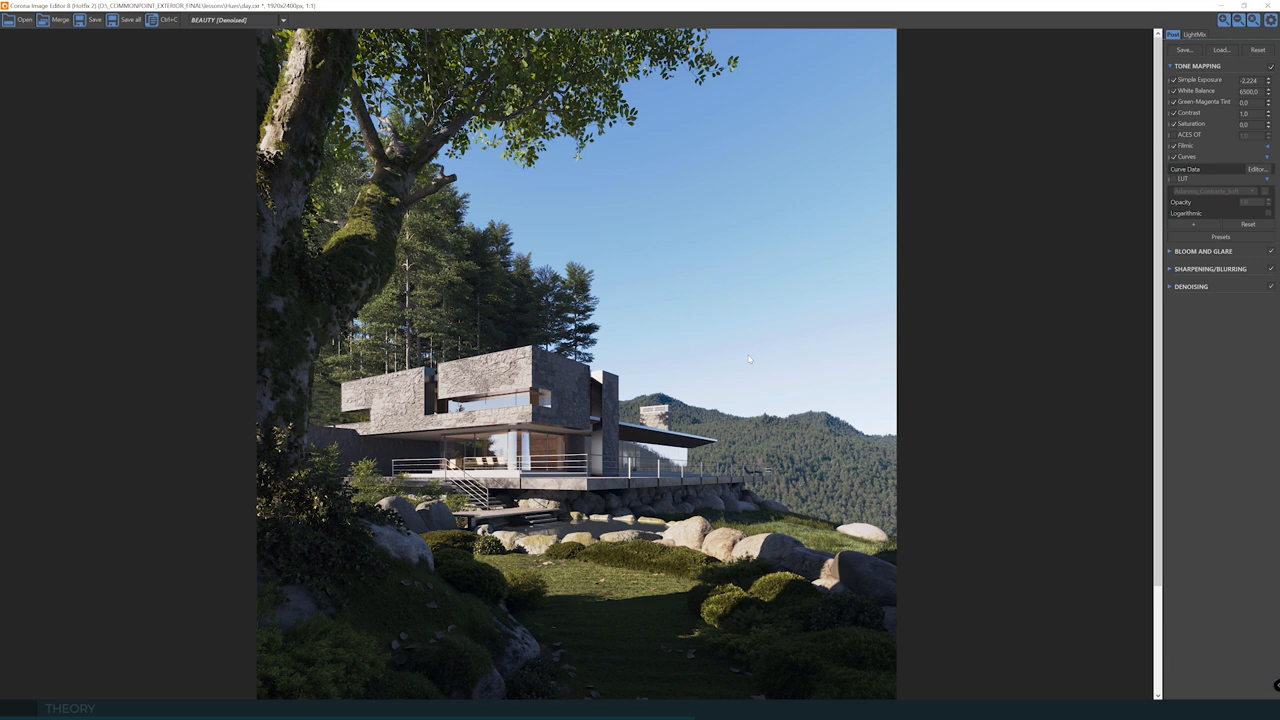 Corona Image Editor 8 (Hotfix 2) (D:\_COMMONPOINT_EXTERIOR_FINAL\lessons\Hues\day.cxr *, 1920x2400px, 1:1)
Open Merge Save Save all Ctrl+C BEAUTY [Denoised]
Post LightMix
Save... Load... Reset
TONE MAPPING
Simple Exposure -2,224
White Balance 6500,0
Green-Magenta Tint 0,0
Contrast 1,0
Saturation 0,0
ACES OT
Filmic
Curves
Curve Data Editor...
LUT
Opacity
Logarithmic
+ Reset
Presets
BLOOM AND GLARE
SHARPENING/BLURRING
DENOISING
THEORY